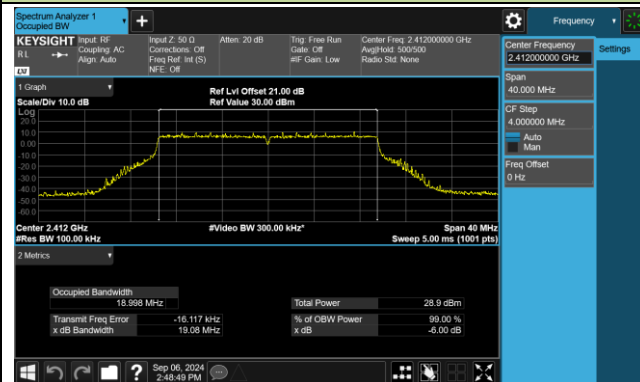 Spectrum Analyzer 1
Occupied BW
Frequency
KEYSIGHT
RL
LXI
Input: RF
Coupling: AC
Align: Auto
Input Z: 50 Ω
Corrections: Off
Freq Ref: Int (S)
NFE: Off
Atten: 20 dB
Trig: Free Run
Gate: Off
#IF Gain: Low
Center Freq: 2.412000000 GHz
Avg|Hold: 500/500
Radio Std: None
Center Frequency
2.412000000 GHz
Settings
Span
40.000 MHz
CF Step
4.000000 MHz
Auto
Man
Freq Offset
0 Hz
1 Graph
Scale/Div 10.0 dB
Ref Lvl Offset 21.00 dB
Ref Value 30.00 dBm
Log
20.0
10.0
0.00
-10.0
-20.0
-30.0
-40.0
-50.0
-60.0
Center 2.412 GHz
#Video BW 300.00 kHz*
Span 40 MHz
#Res BW 100.00 kHz
Sweep 5.00 ms (1001 pts)
2 Metrics
Occupied Bandwidth
18.998 MHz
Total Power 28.9 dBm
Transmit Freq Error -16.117 kHz
% of OBW Power 99.00 %
x dB Bandwidth 19.08 MHz
x dB -6.00 dB
?
Sep 06, 2024
2:48:49 PM